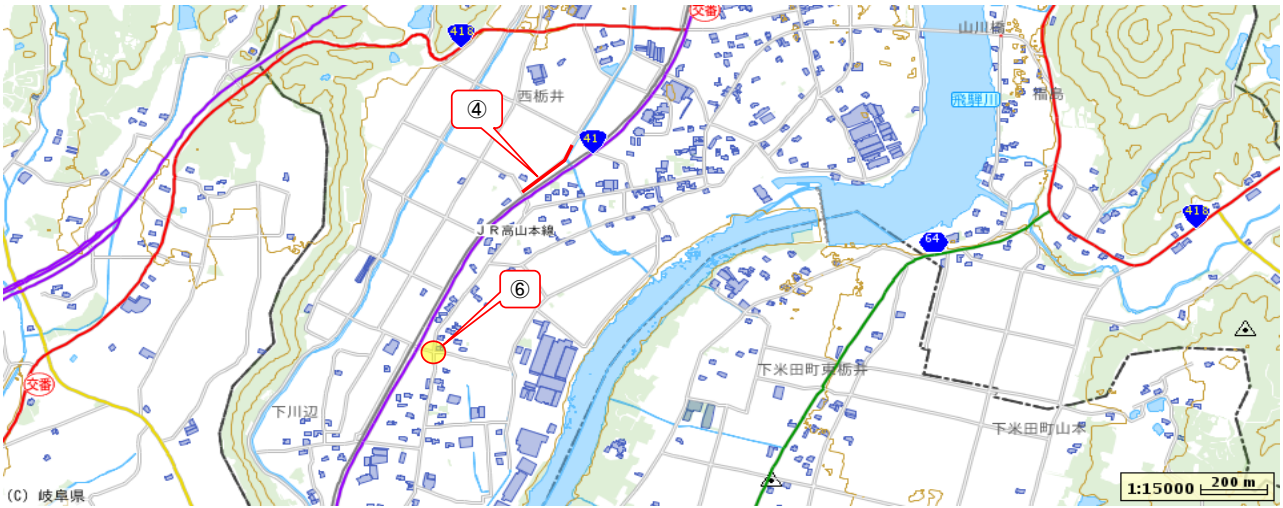 交番
418
山川橋
西栃井
福島
飛騨川
④
41
418
JR高山本線
64
⑥
下米田町東栃井
交番
下川辺
下米田町山本
(C) 岐阜県
1:15000 200 m